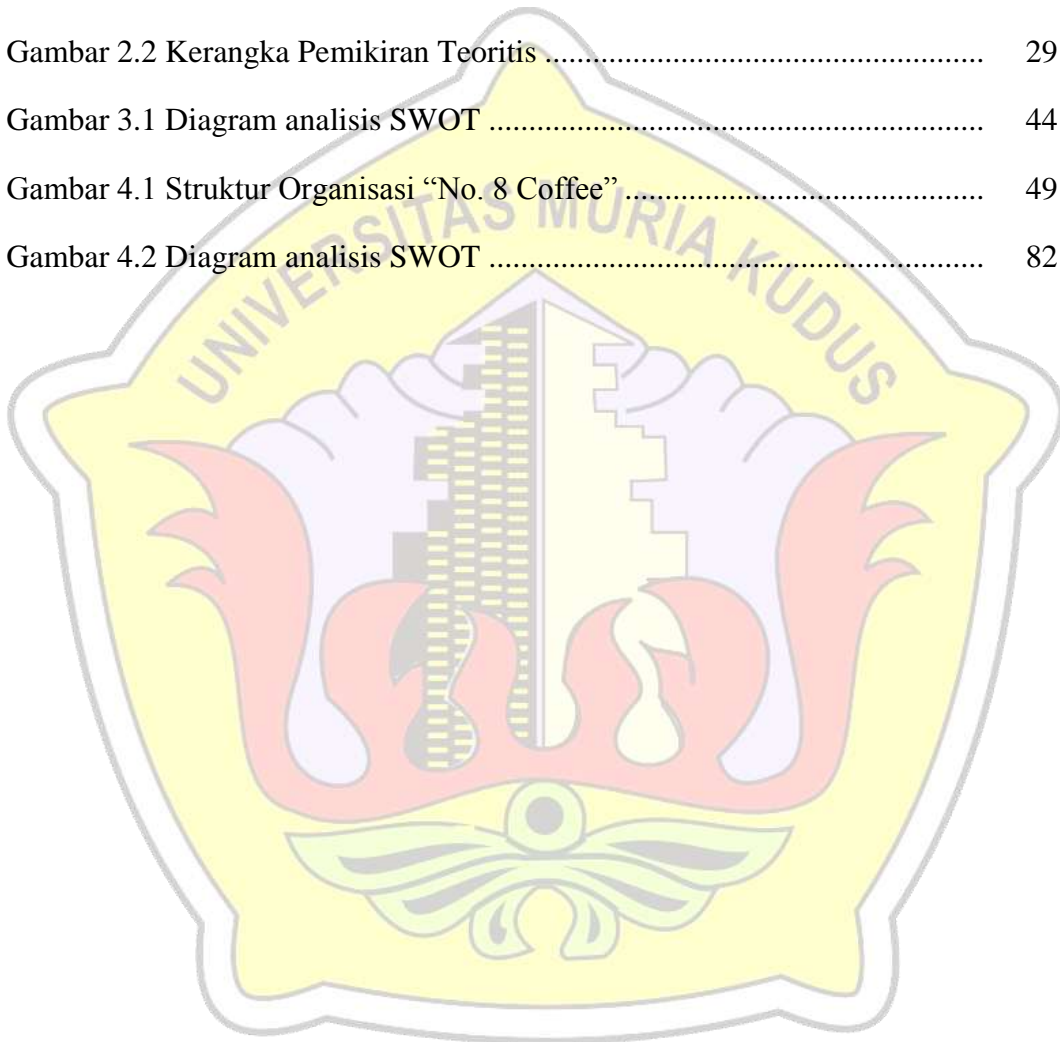 Gambar 2.2 Kerangka Pemikiran Teoritis ............................................................ 29
Gambar 3.1 Diagram analisis SWOT ................................................................... 44
Gambar 4.1 Struktur Organisasi “No. 8 Coffee” ................................................. 49
Gambar 4.2 Diagram analisis SWOT ................................................................... 82
UNIVERSITAS MURIA KUDUS